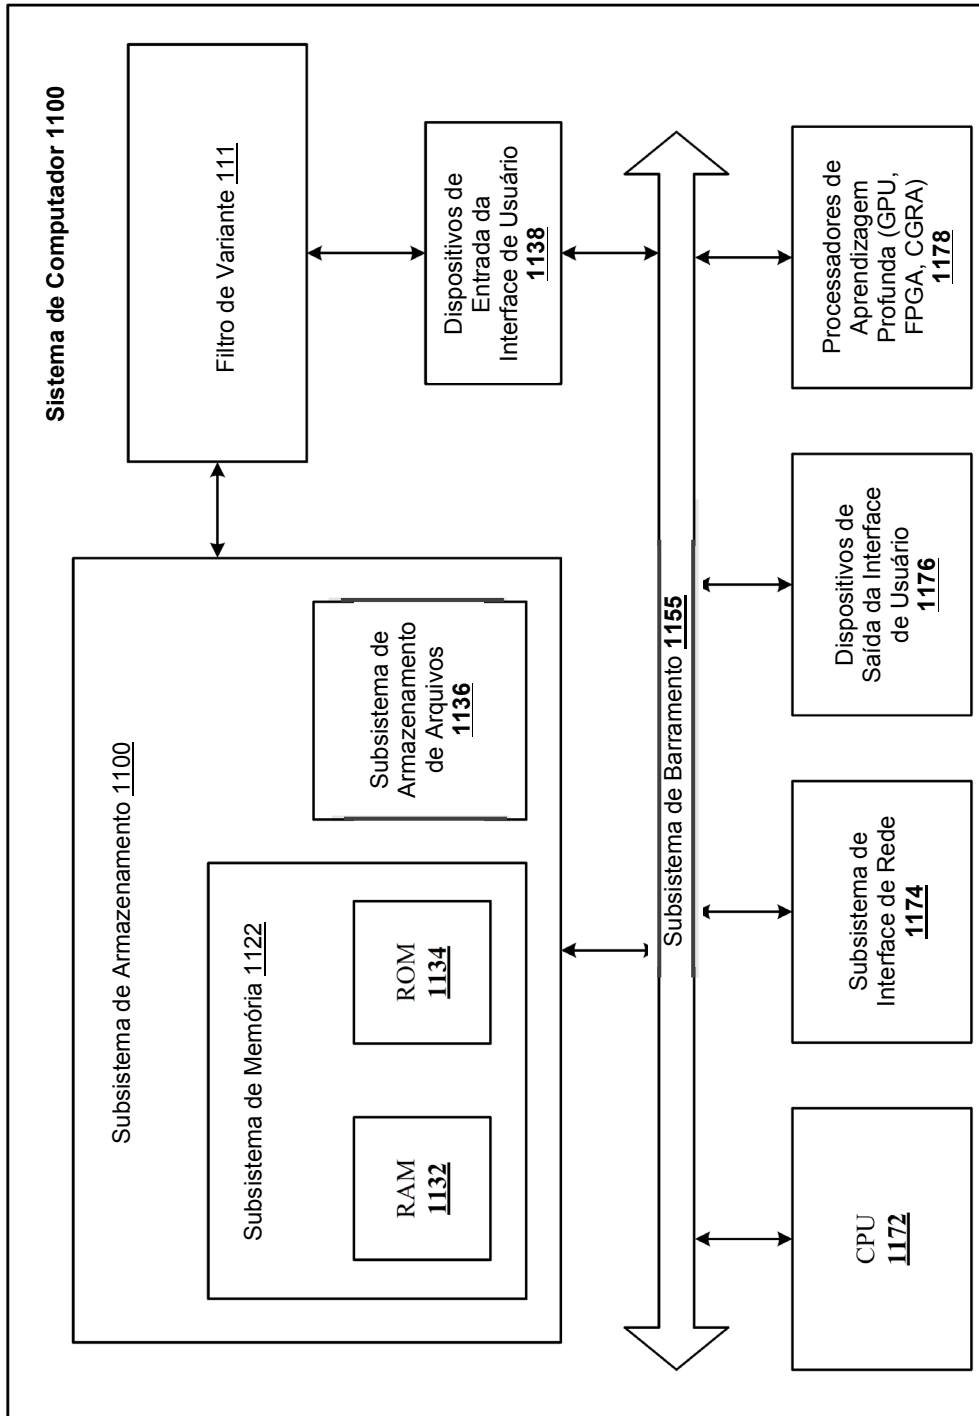 Sistema de Computador 1100
Subsistema de Armazenamento 1100
Subsistema de Memória 1122
RAM
1132
ROM
1134
Subsistema de
Armazenamento
de Arquivos
1136
Filtro de Variante 111
Dispositivos de
Entrada da
Interface de Usuário
1138
Subsistema de Barramento 1155
CPU
1172
Subsistema de
Interface de Rede
1174
Dispositivos de
Saída da Interface
de Usuário
1176
Processadores de
Aprendizagem
Profunda (GPU,
FPGA, CGRA)
1178